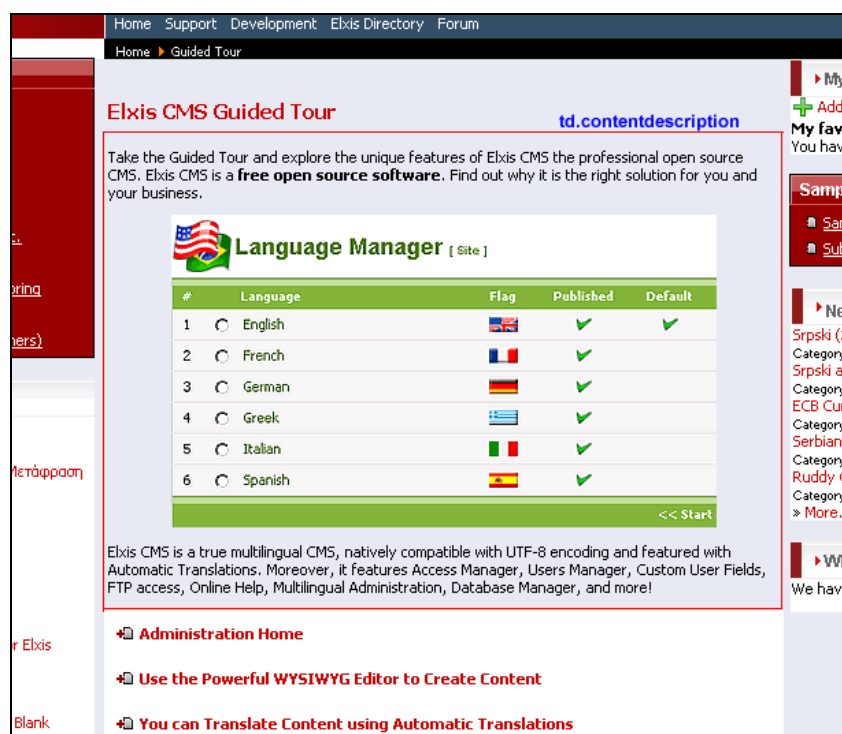 Home Support Development Elxis Directory Forum
Home Guided Tour
Elxis CMS Guided Tour
td.contentdescription
Take the Guided Tour and explore the unique features of Elxis CMS the professional open source
CMS. Elxis CMS is a free open source software. Find out why it is the right solution for you and
your business.
Language Manager [ Site ]
# Language Flag Published Default
1 English
2 French
3 German
4 Greek
5 Italian
6 Spanish
<< Start
Elxis CMS is a true multilingual CMS, natively compatible with UTF-8 encoding and featured with
Automatic Translations. Moreover, it features Access Manager, Users Manager, Custom User Fields,
FTP access, Online Help, Multilingual Administration, Database Manager, and more!
Administration Home
Use the Powerful WYSIWYG Editor to Create Content
You can Translate Content using Automatic Translations
Μετάφραση
r Elxis
Blank
My
Add
My fav
You hav
Samp
Sar
Sub
Ne
Srpski (
Category
Srpski a
Category
ECB Cu
Category
Serbian
Category
Ruddy
Category
» More.
We hav